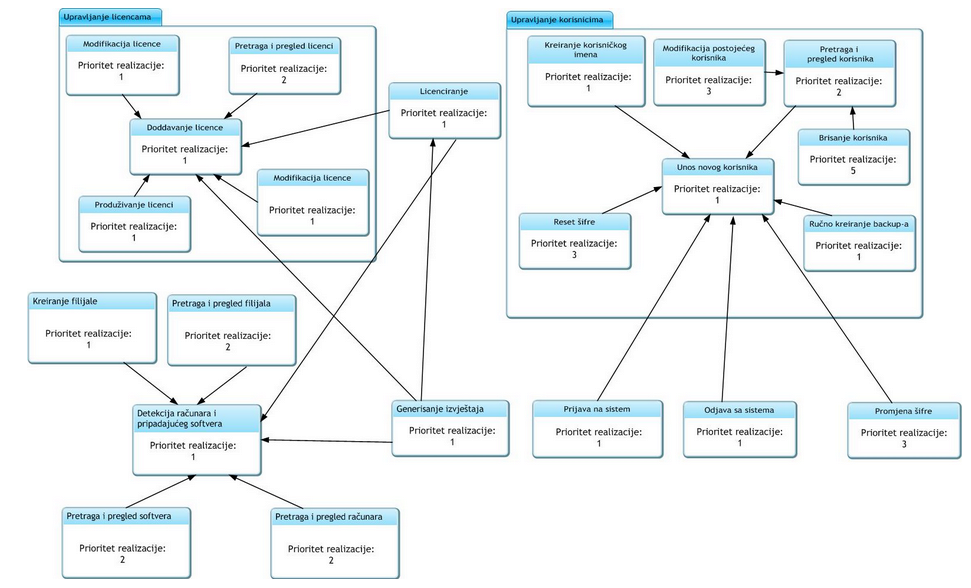 Upravljanje licencama
Modifikacija licence
Prioritet realizacije:
1
Pretraga i pregled licenci
Prioritet realizacije:
2
Doddavanje licence
Prioritet realizacije:
1
Produživanje licenci
Prioritet realizacije:
1
Modifikacija licence
Prioritet realizacije:
1
Licenciranje
Prioritet realizacije:
1
Upravljanje korisnicima
Kreiranje korisničkog
imena
Prioritet realizacije:
1
Modifikacija postojećeg
korisnika
Prioritet realizacije:
3
Pretraga i
pregled korisnika
Prioritet realizacije:
2
Brisanje korisnika
Prioritet realizacije:
5
Unos novog korisnika
Prioritet realizacije:
1
Reset šifre
Prioritet realizacije:
3
Ručno kreiranje backup-a
Prioritet realizacije:
1
Kreiranje filijale
Prioritet realizacije:
1
Pretraga i pregled filijala
Prioritet realizacije:
2
Detekcija računara i
pripadajućeg softvera
Prioritet realizacije:
1
Generisanje izvještaja
Prioritet realizacije:
1
Prijava na sistem
Prioritet realizacije:
1
Odjava sa sistema
Prioritet realizacije:
1
Promjena šifre
Prioritet realizacije:
3
Pretraga i pregled softvera
Prioritet realizacije:
2
Pretraga i pregled računara
Prioritet realizacije:
2